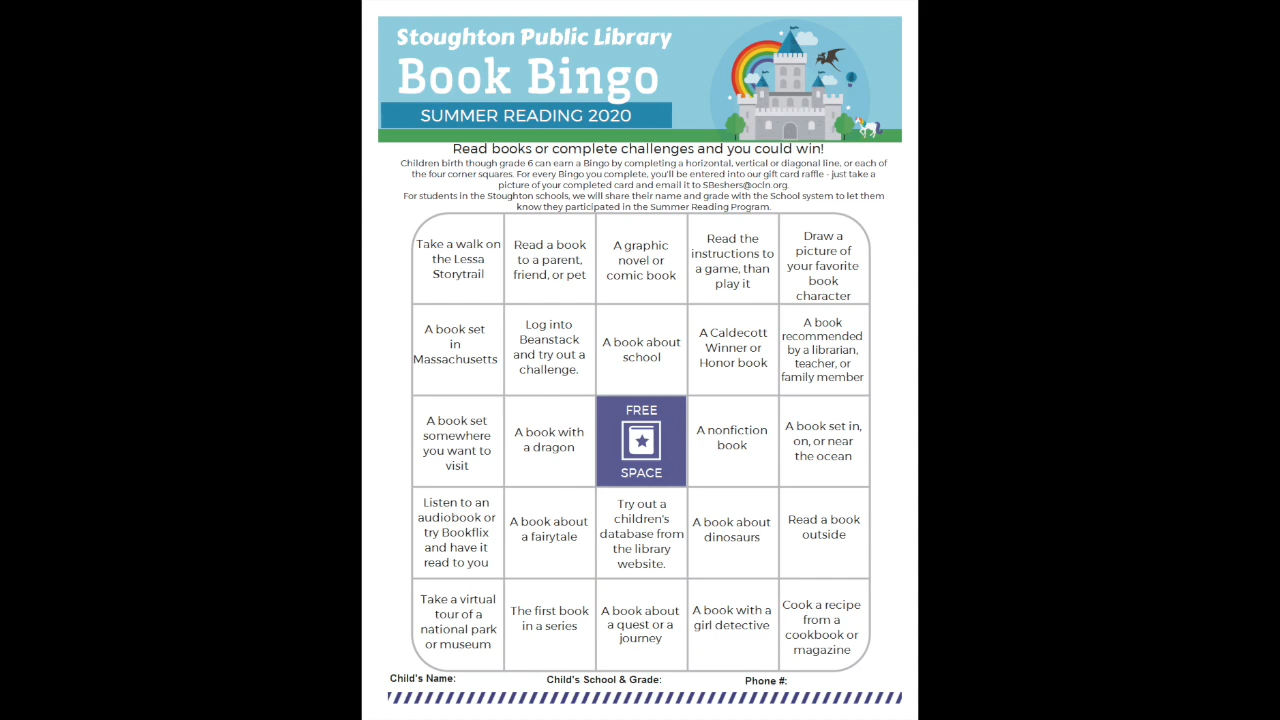 Stoughton Public Library
Book Bingo
SUMMER READING 2020
Read books or complete challenges and you could win!
Children birth though grade 6 can earn a Bingo by completing a horizontal, vertical or diagonal line, or each of
the four corner squares. For every Bingo you complete, you'll be entered into our gift card raffle - just take a
picture of your completed card and email it to SBeshers@ocln.org.
For students in the Stoughton schools, we will share their name and grade with the School system to let them
know they participated in the Summer Reading Program.
Take a walk on
the Lessa
Storytrail
Read a book
to a parent,
friend, or pet
A graphic
novel or
comic book
Read the
instructions to
a game, than
play it
Draw a
picture of
your favorite
book
character
A book set
in
Massachusetts
Log into
Beanstack
and try out a
challenge.
A book about
school
A Caldecott
Winner or
Honor book
A book
recommended
by a librarian,
teacher, or
family member
A book set
somewhere
you want to
visit
A book with
a dragon
FREE
SPACE
A nonfiction
book
A book set in,
on, or near
the ocean
Listen to an
audiobook or
try Bookflix
and have it
read to you
A book about
a fairytale
Try out a
children's
database from
the library
website.
A book about
dinosaurs
Read a book
outside
Take a virtual
tour of a
national park
or museum
The first book
in a series
A book about
a quest or a
journey
A book with a
girl detective
Cook a recipe
from a
cookbook or
magazine
Child's Name:
Child's School & Grade:
Phone #: